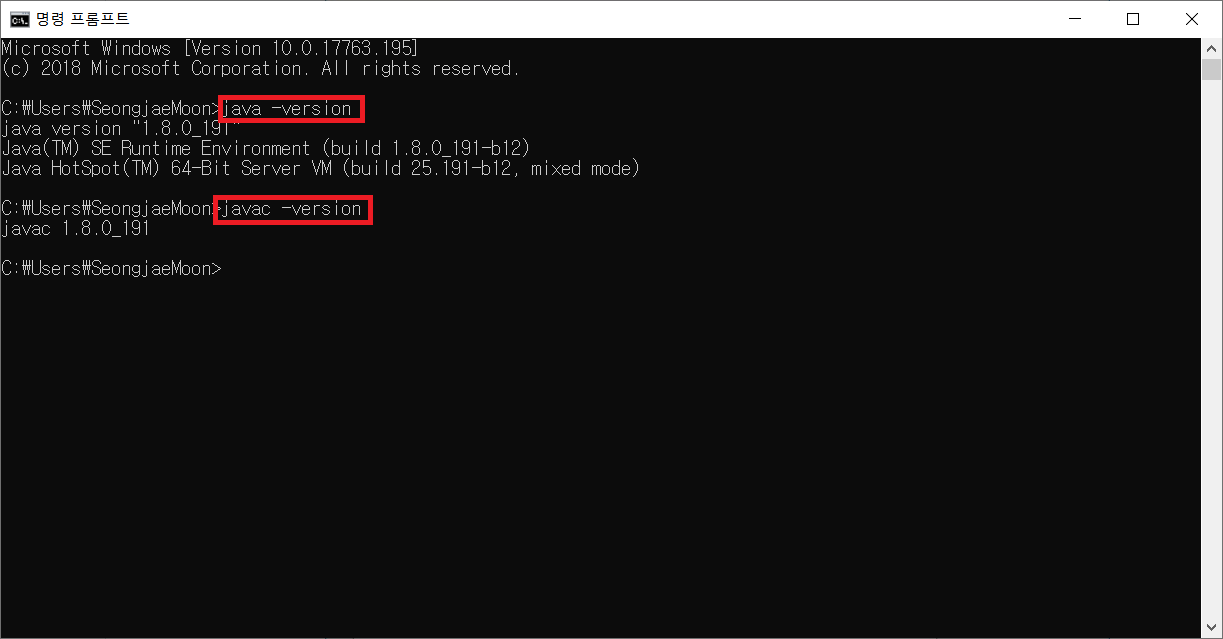 명령 프롬프트
Microsoft Windows [Version 10.0.17763.195]
(c) 2018 Microsoft Corporation. All rights reserved.
C:₩Users₩SeongjaeMoon>java -version
java version "1.8.0_191"
Java(TM) SE Runtime Environment (build 1.8.0_191-b12)
Java HotSpot(TM) 64-Bit Server VM (build 25.191-b12, mixed mode)
C:₩Users₩SeongjaeMoon>javac -version
javac 1.8.0_191
C:₩Users₩SeongjaeMoon>